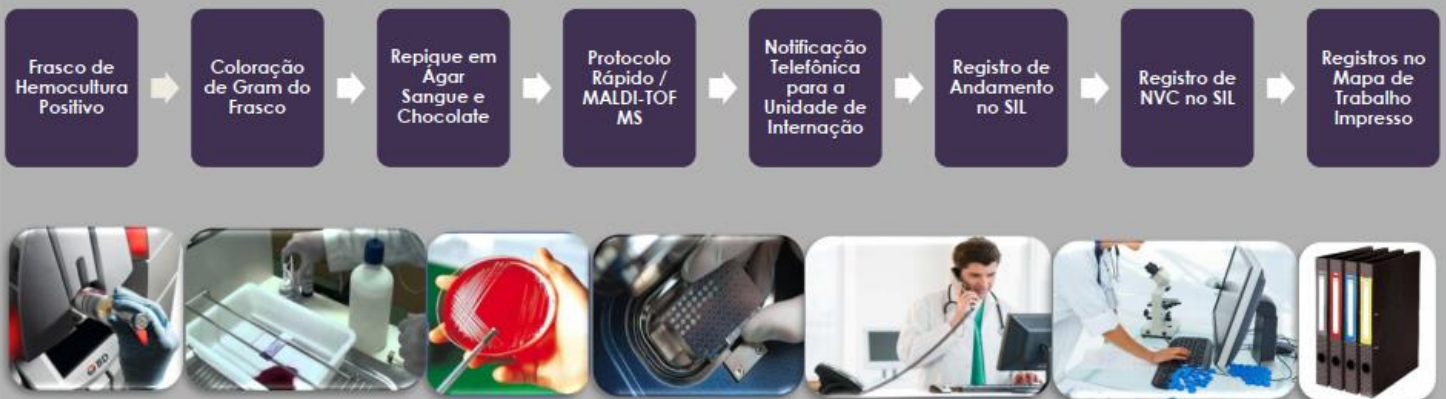 Frasco de
Hemocultura
Positivo
Coloração
de Gram do
Frasco
Repique em
Ágar
Sangue e
Chocolate
Protocolo
Rápido /
MALDI-TOF
MS
Notificação
Telefônica
para a
Unidade de
Internação
Registro de
Andamento
no SIL
Registro de
NVC no SIL
Registros no
Mapa de
Trabalho
Impresso
BD